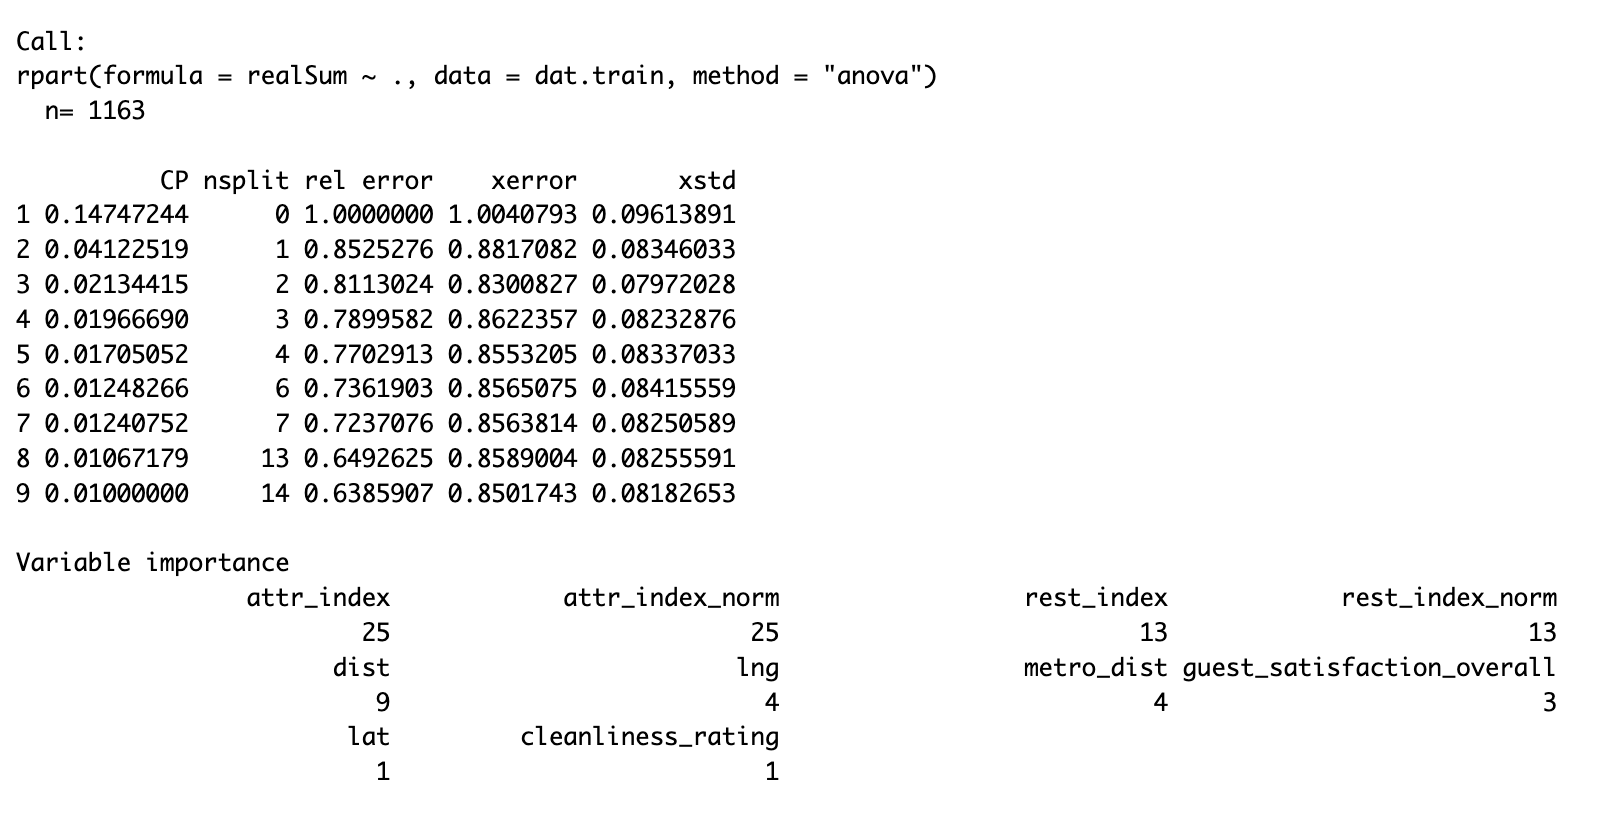 Call:
rpart(formula = realSum ~ ., data = dat.train, method = "anova")
  n= 1163

          CP nsplit rel error    xerror       xstd
1 0.14747244      0 1.0000000 1.0040793 0.09613891
2 0.04122519      1 0.8525276 0.8817082 0.08346033
3 0.02134415      2 0.8113024 0.8300827 0.07972028
4 0.01966690      3 0.7899582 0.8622357 0.08232876
5 0.01705052      4 0.7702913 0.8553205 0.08337033
6 0.01248266      6 0.7361903 0.8565075 0.08415559
7 0.01240752      7 0.7237076 0.8563814 0.08250589
8 0.01067179     13 0.6492625 0.8589004 0.08255591
9 0.01000000     14 0.6385907 0.8501743 0.08182653

Variable importance
                attr_index            attr_index_norm                 rest_index            rest_index_norm
                        25                         25                         13                         13
                      dist                        lng                 metro_dist guest_satisfaction_overall
                         9                          4                          4                          3
                       lat         cleanliness_rating
                         1                          1